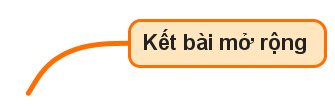 Kết bài mở rộng